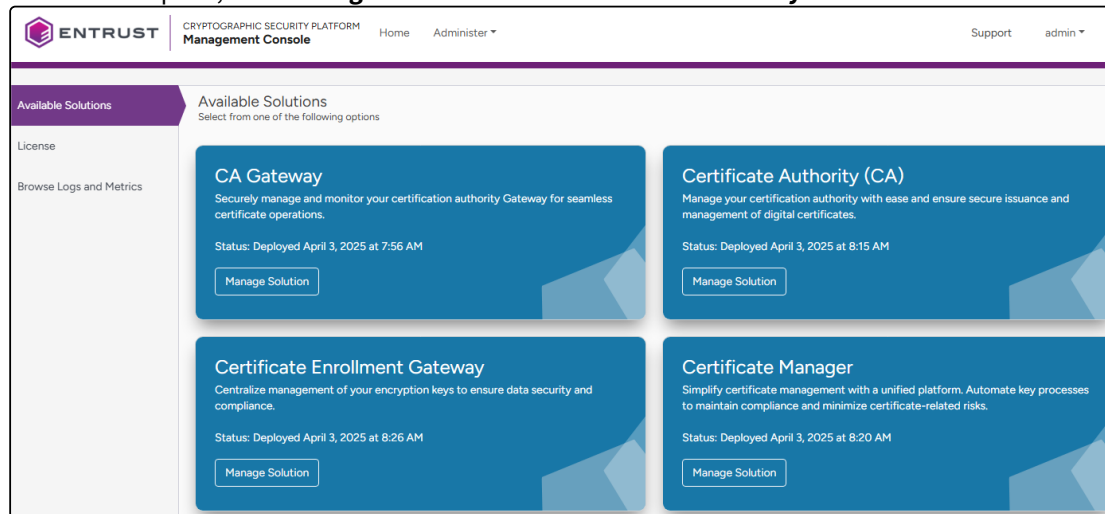 ENTRUST
CRYPTOGRAPHIC SECURITY PLATFORM
Management Console
Home
Administer
Support
admin
Available Solutions
License
Browse Logs and Metrics
Available Solutions
Select from one of the following options
CA Gateway
Securely manage and monitor your certification authority Gateway for seamless
certificate operations.
Status: Deployed April 3, 2025 at 7:56 AM
Manage Solution
Certificate Authority (CA)
Manage your certification authority with ease and ensure secure issuance and
management of digital certificates.
Status: Deployed April 3, 2025 at 8:15 AM
Manage Solution
Certificate Enrollment Gateway
Centralize management of your encryption keys to ensure data security and
compliance.
Status: Deployed April 3, 2025 at 8:26 AM
Manage Solution
Certificate Manager
Simplify certificate management with a unified platform. Automate key processes
to maintain compliance and minimize certificate-related risks.
Status: Deployed April 3, 2025 at 8:20 AM
Manage Solution